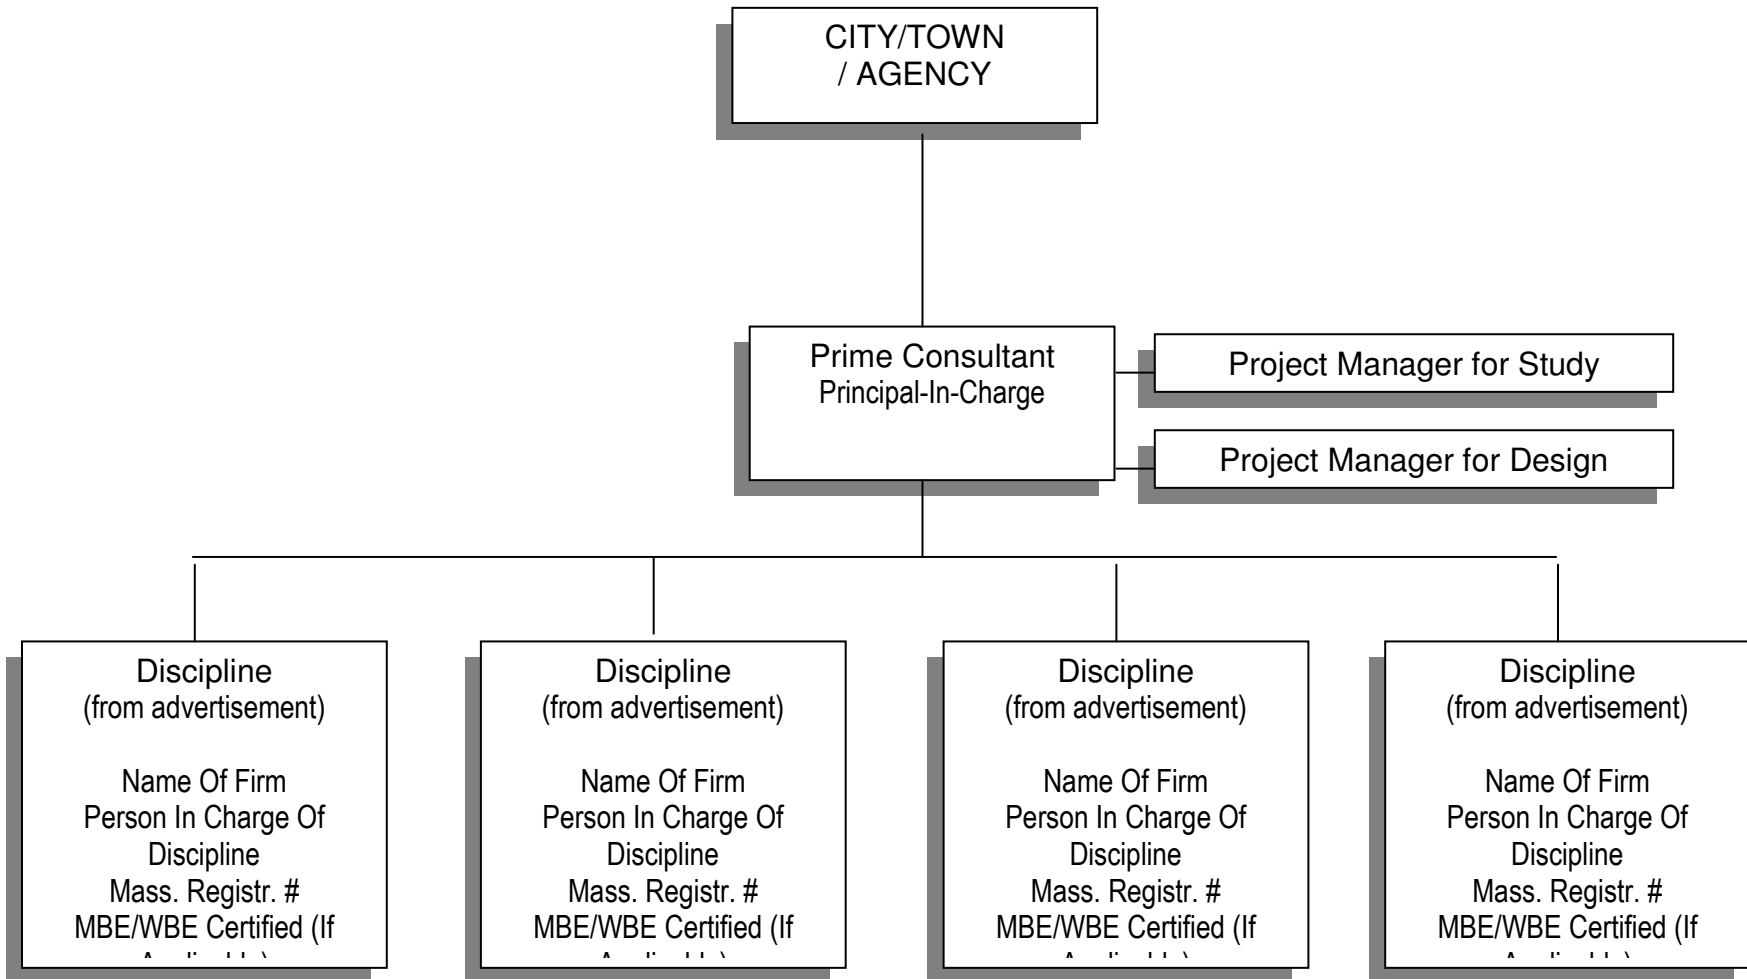 CITY/TOWN
/ AGENCY
Prime Consultant
Principal-In-Charge
Project Manager for Study
Project Manager for Design
Discipline
(from advertisement)
Name Of Firm
Person In Charge Of
Discipline
Mass. Registr. #
MBE/WBE Certified (If
Discipline
(from advertisement)
Name Of Firm
Person In Charge Of
Discipline
Mass. Registr. #
MBE/WBE Certified (If
Discipline
(from advertisement)
Name Of Firm
Person In Charge Of
Discipline
Mass. Registr. #
MBE/WBE Certified (If
Discipline
(from advertisement)
Name Of Firm
Person In Charge Of
Discipline
Mass. Registr. #
MBE/WBE Certified (If